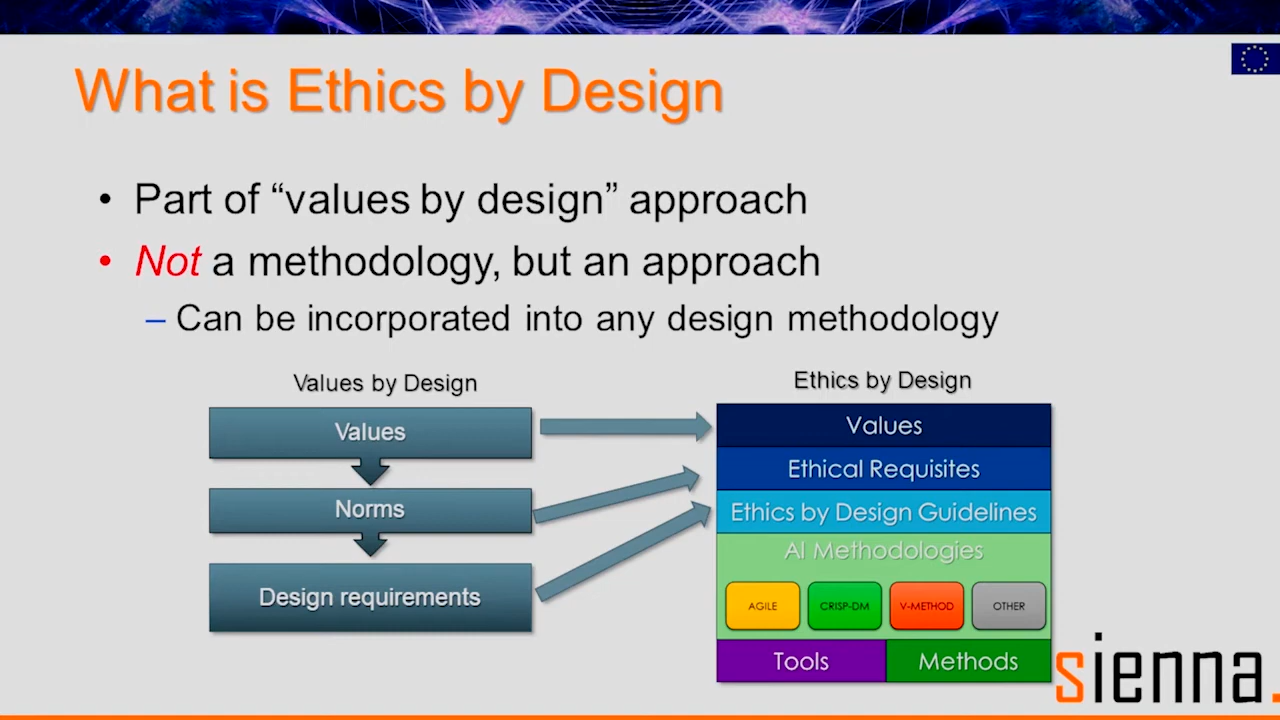 What is Ethics by Design
• Part of “values by design” approach
• Not a methodology, but an approach
– Can be incorporated into any design methodology
Values by Design
Values
Norms
Design requirements
Ethics by Design
Values
Ethical Requisites
Ethics by Design Guidelines
AI Methodologies
AGILE
CRISP-DM
V-METHOD
OTHER
Tools
Methods
sienna.